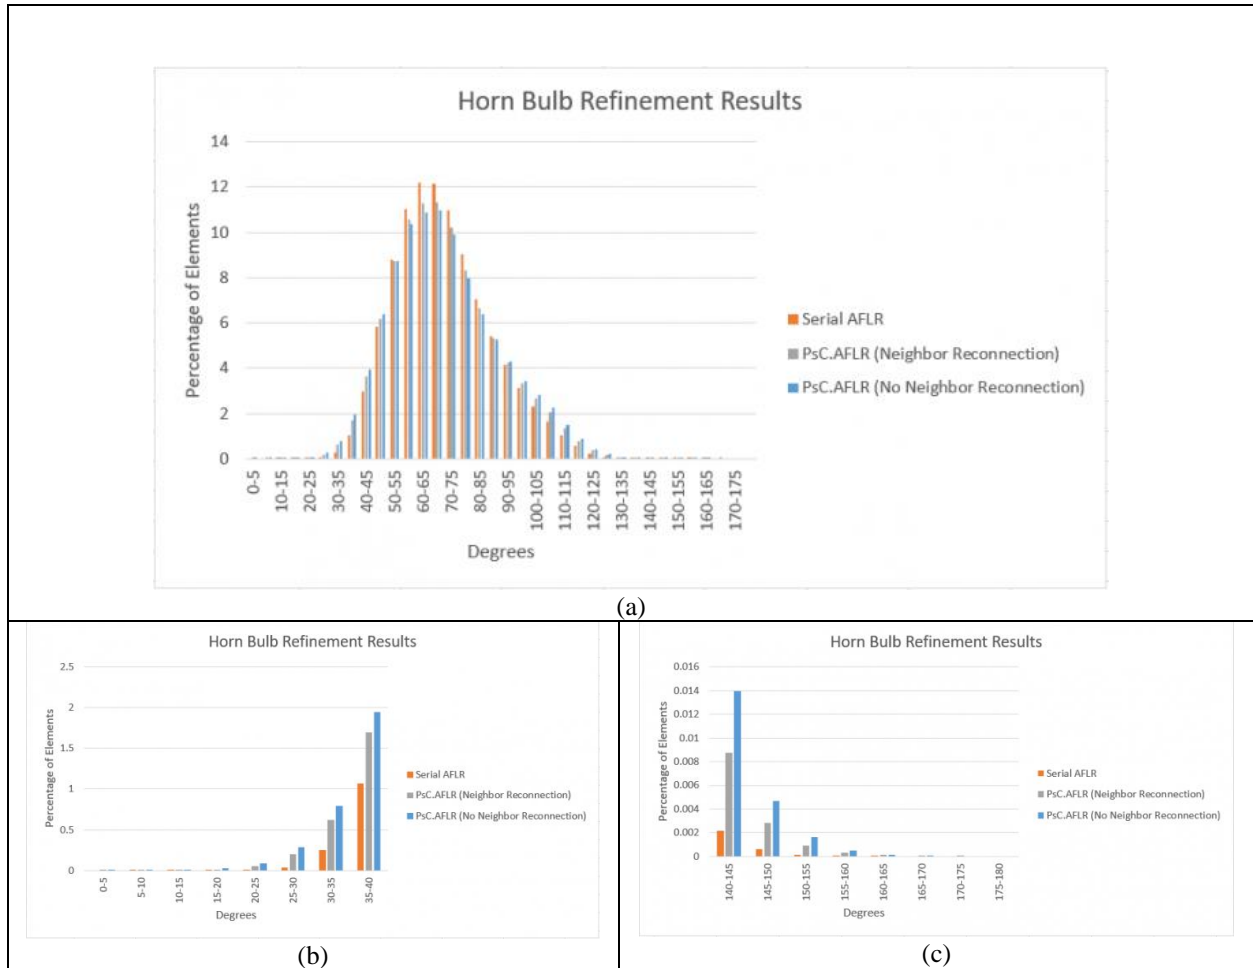 Horn Bulb Refinement Results
14
12
10
8
6
4
2
0
Percentage of Elements
0-5
10-15
20-25
30-35
40-45
50-55
60-65
70-75
80-85
90-95
100-105
110-115
120-125
130-135
140-145
150-155
160-165
170-175
Degrees
Serial AFLR
PsC.AFLR (Neighbor Reconnection)
PsC.AFLR (No Neighbor Reconnection)
(a)
Horn Bulb Refinement Results
2.5
2
1.5
1
0.5
0
Percentage of Elements
0-5
5-10
10-15
15-20
20-25
25-30
30-35
35-40
Degrees
Serial AFLR
PsC.AFLR (Neighbor Reconnection)
PsC.AFLR (No Neighbor Reconnection)
(b)
Horn Bulb Refinement Results
0.016
0.014
0.012
0.01
0.008
0.006
0.004
0.002
0
Percentage of Elements
140-145
145-150
150-155
155-160
160-165
165-170
170-175
175-180
Degrees
Serial AFLR
PsC.AFLR (Neighbor Reconnection)
PsC.AFLR (No Neighbor Reconnection)
(c)